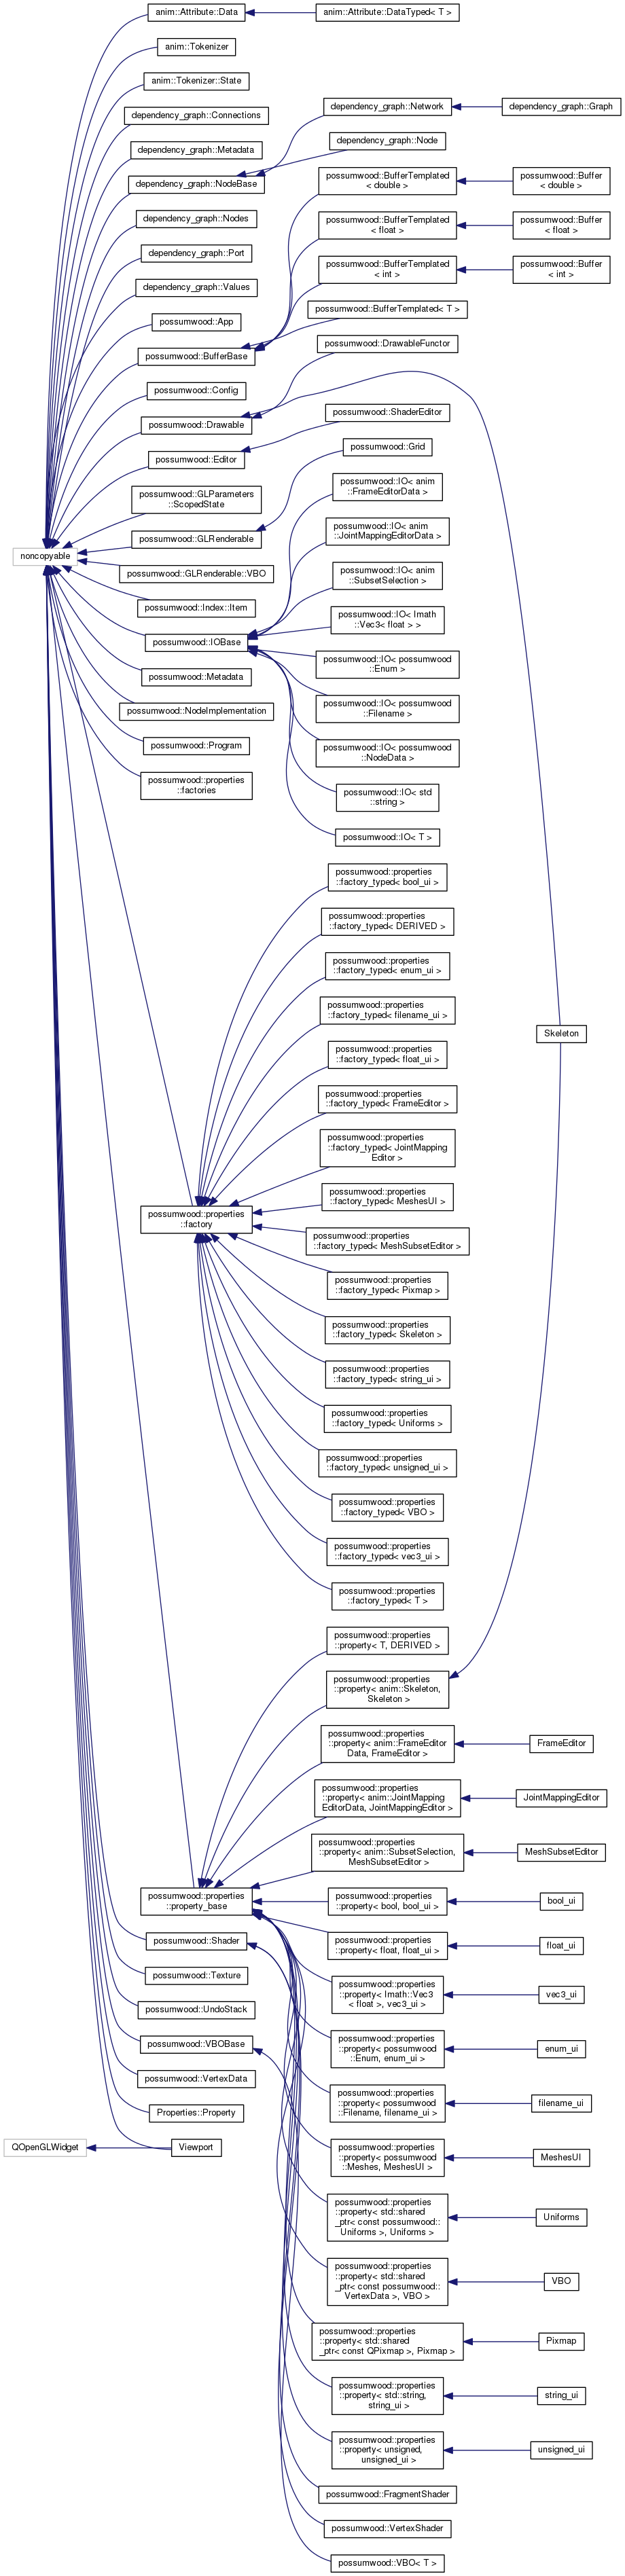 anim::Attribute::Data
anim::Attribute::DataTyped< T >
anim::Tokenizer
anim::Tokenizer::State
dependency_graph::Connections
dependency_graph::Metadata
dependency_graph::NodeBase
dependency_graph::Network
dependency_graph::Graph
dependency_graph::Node
dependency_graph::Nodes
dependency_graph::Port
dependency_graph::Values
possumwood::App
possumwood::BufferBase
possumwood::BufferTemplated
< double >
possumwood::Buffer
< double >
possumwood::BufferTemplated
< float >
possumwood::Buffer
< float >
possumwood::BufferTemplated
< int >
possumwood::Buffer
< int >
possumwood::BufferTemplated< T >
possumwood::Config
possumwood::Drawable
possumwood::DrawableFunctor
possumwood::Editor
possumwood::ShaderEditor
possumwood::GLParameters
::ScopedState
possumwood::GLRenderable
possumwood::Grid
noncopyable
possumwood::GLRenderable::VBO
possumwood::Index::Item
possumwood::IOBase
possumwood::IO< anim
::FrameEditorData >
possumwood::IO< anim
::JointMappingEditorData >
possumwood::IO< anim
::SubsetSelection >
possumwood::IO< Imath
::Vec3< float > >
possumwood::IO< possumwood
::Enum >
possumwood::IO< possumwood
::Filename >
possumwood::IO< possumwood
::NodeData >
possumwood::IO< std
::string >
possumwood::IO< T >
possumwood::Metadata
possumwood::NodeImplementation
possumwood::Program
possumwood::properties
::factories
possumwood::properties
::factory
possumwood::properties
::factory_typed< bool_ui >
possumwood::properties
::factory_typed< DERIVED >
possumwood::properties
::factory_typed< enum_ui >
possumwood::properties
::factory_typed< filename_ui >
possumwood::properties
::factory_typed< float_ui >
possumwood::properties
::factory_typed< FrameEditor >
possumwood::properties
::factory_typed< JointMapping
Editor >
possumwood::properties
::factory_typed< MeshesUI >
possumwood::properties
::factory_typed< MeshSubsetEditor >
possumwood::properties
::factory_typed< Pixmap >
possumwood::properties
::factory_typed< Skeleton >
possumwood::properties
::factory_typed< string_ui >
possumwood::properties
::factory_typed< Uniforms >
possumwood::properties
::factory_typed< unsigned_ui >
possumwood::properties
::factory_typed< VBO >
possumwood::properties
::factory_typed< vec3_ui >
possumwood::properties
::factory_typed< T >
Skeleton
possumwood::properties
::property_base
possumwood::properties
::property< T, DERIVED >
possumwood::properties
::property< anim::Skeleton,
Skeleton >
possumwood::properties
::property< anim::FrameEditor
Data, FrameEditor >
FrameEditor
possumwood::properties
::property< anim::JointMapping
EditorData, JointMappingEditor >
JointMappingEditor
possumwood::properties
::property< anim::SubsetSelection,
MeshSubsetEditor >
MeshSubsetEditor
possumwood::properties
::property< bool, bool_ui >
bool_ui
possumwood::properties
::property< float, float_ui >
float_ui
possumwood::properties
::property< Imath::Vec3
< float >, vec3_ui >
vec3_ui
possumwood::properties
::property< possumwood
::Enum, enum_ui >
enum_ui
possumwood::properties
::property< possumwood
::Filename, filename_ui >
filename_ui
possumwood::properties
::property< possumwood
::Meshes, MeshesUI >
MeshesUI
possumwood::properties
::property< std::shared
_ptr< const possumwood::
Uniforms >, Uniforms >
Uniforms
possumwood::properties
::property< std::shared
_ptr< const possumwood::
VertexData >, VBO >
VBO
possumwood::properties
::property< std::shared
_ptr< const QPixmap >, Pixmap >
Pixmap
possumwood::properties
::property< std::string,
string_ui >
string_ui
possumwood::properties
::property< unsigned,
unsigned_ui >
unsigned_ui
possumwood::Shader
possumwood::Texture
possumwood::UndoStack
possumwood::VBOBase
possumwood::VertexData
Properties::Property
QOpenGLWidget
Viewport
possumwood::FragmentShader
possumwood::VertexShader
possumwood::VBO< T >